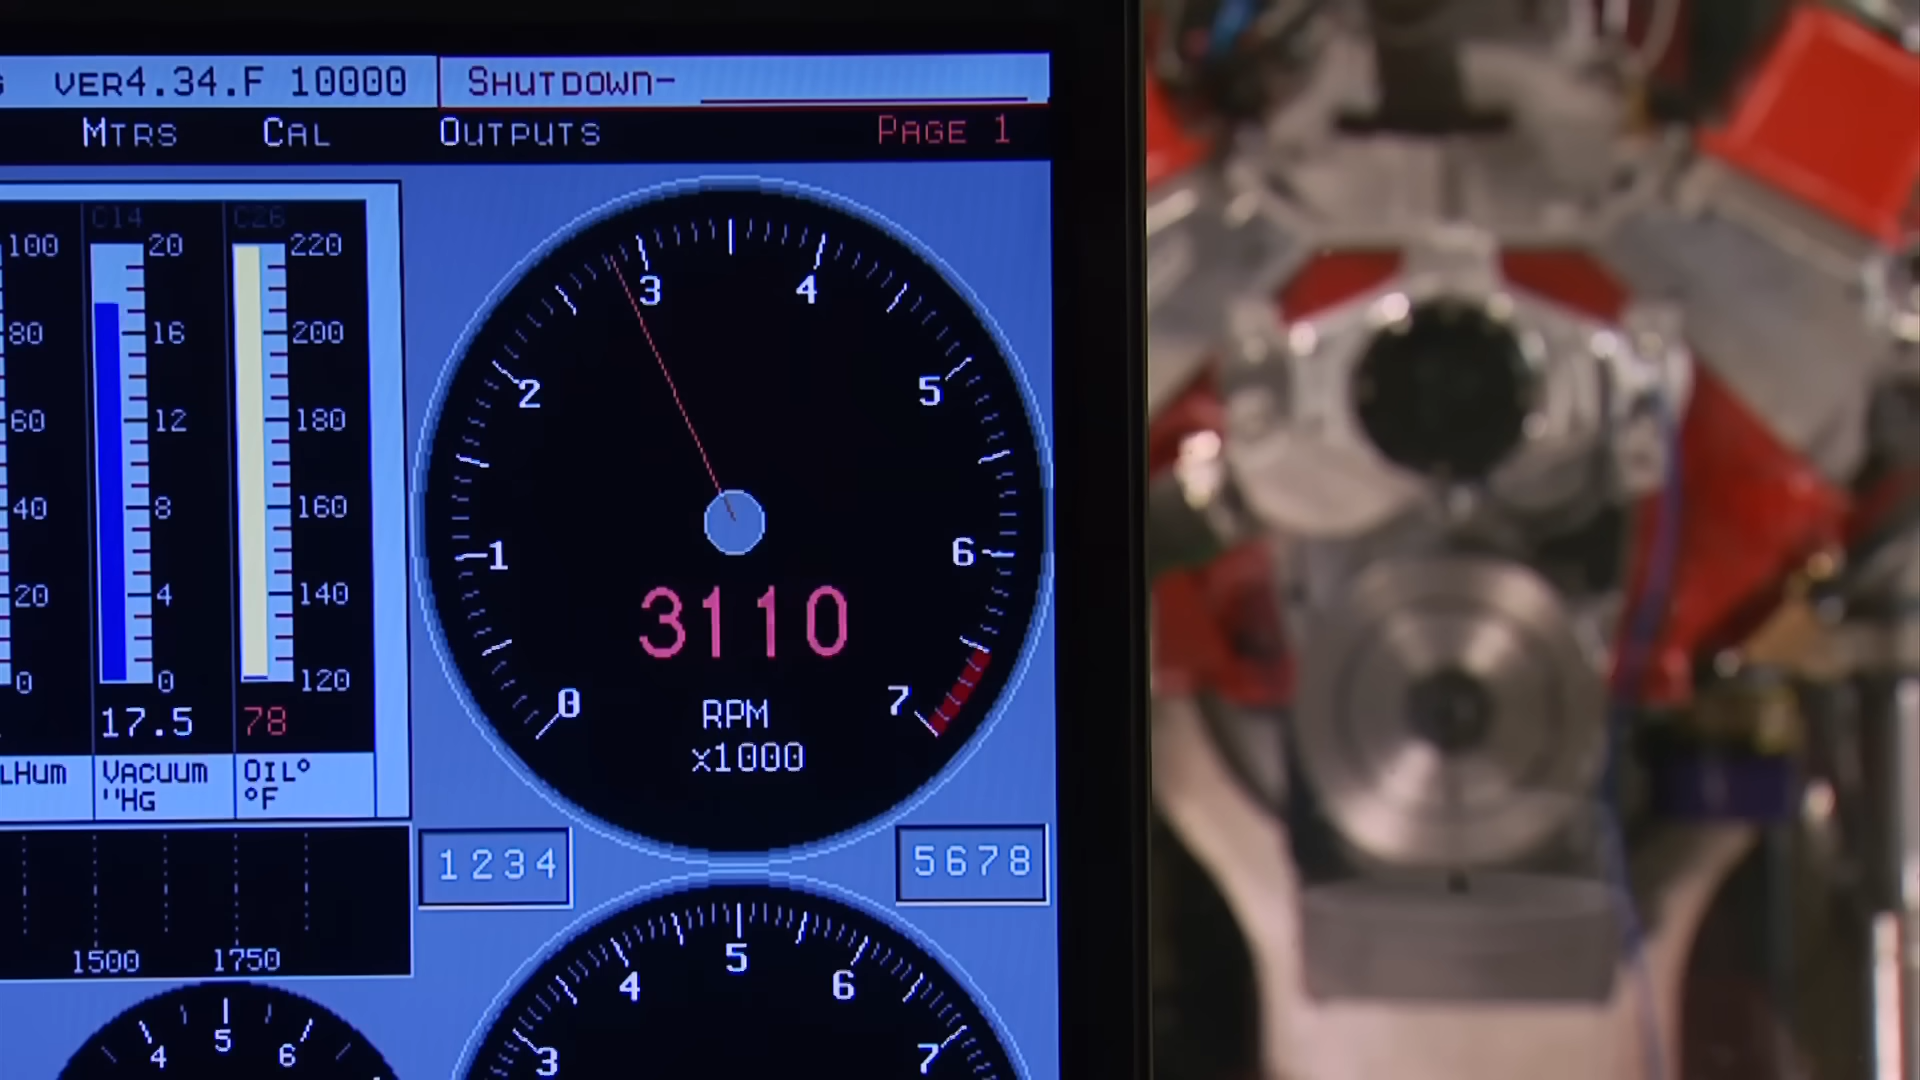 VER4.34.F 10000 SHUTDOWN-
MTRS CAL OUTPUTS PAGE 1
C14 C26
100 20 220
80 16 200
60 12 180
40 8 160
20 4 140
0 0 120
17.5 78
LHUM VACUUM "HG OIL° °F
0 1 2 3 4 5 6 7
3110
RPM
x1000
1234 5678
1500 1750
4 5 6
3 4 5 6 7